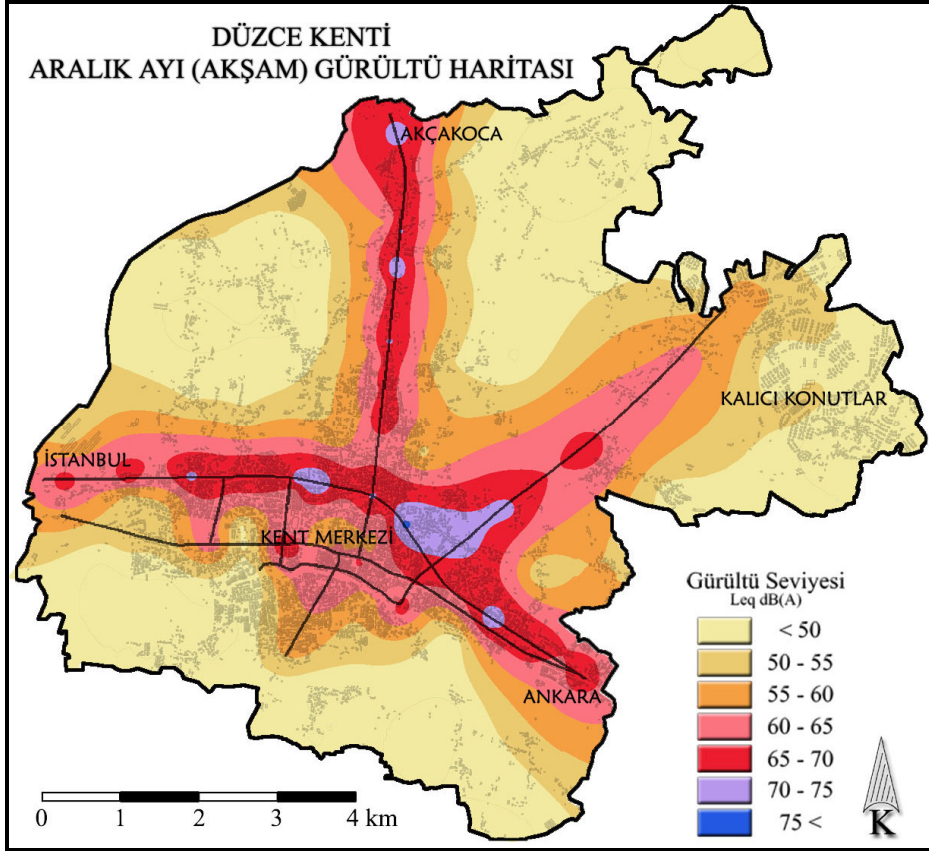 DÜZCE KENTİ
ARALIK AYI (AKŞAM) GÜRÜLTÜ HARİTASI
AKÇAKOCA
KALICI KONUTLAR
İSTANBUL
KENT MERKEZİ
ANKARA
Gürültü Seviyesi
Leq dB(A)
< 50
50 - 55
55 - 60
60 - 65
65 - 70
70 - 75
75 <
0 1 2 3 4 km
K